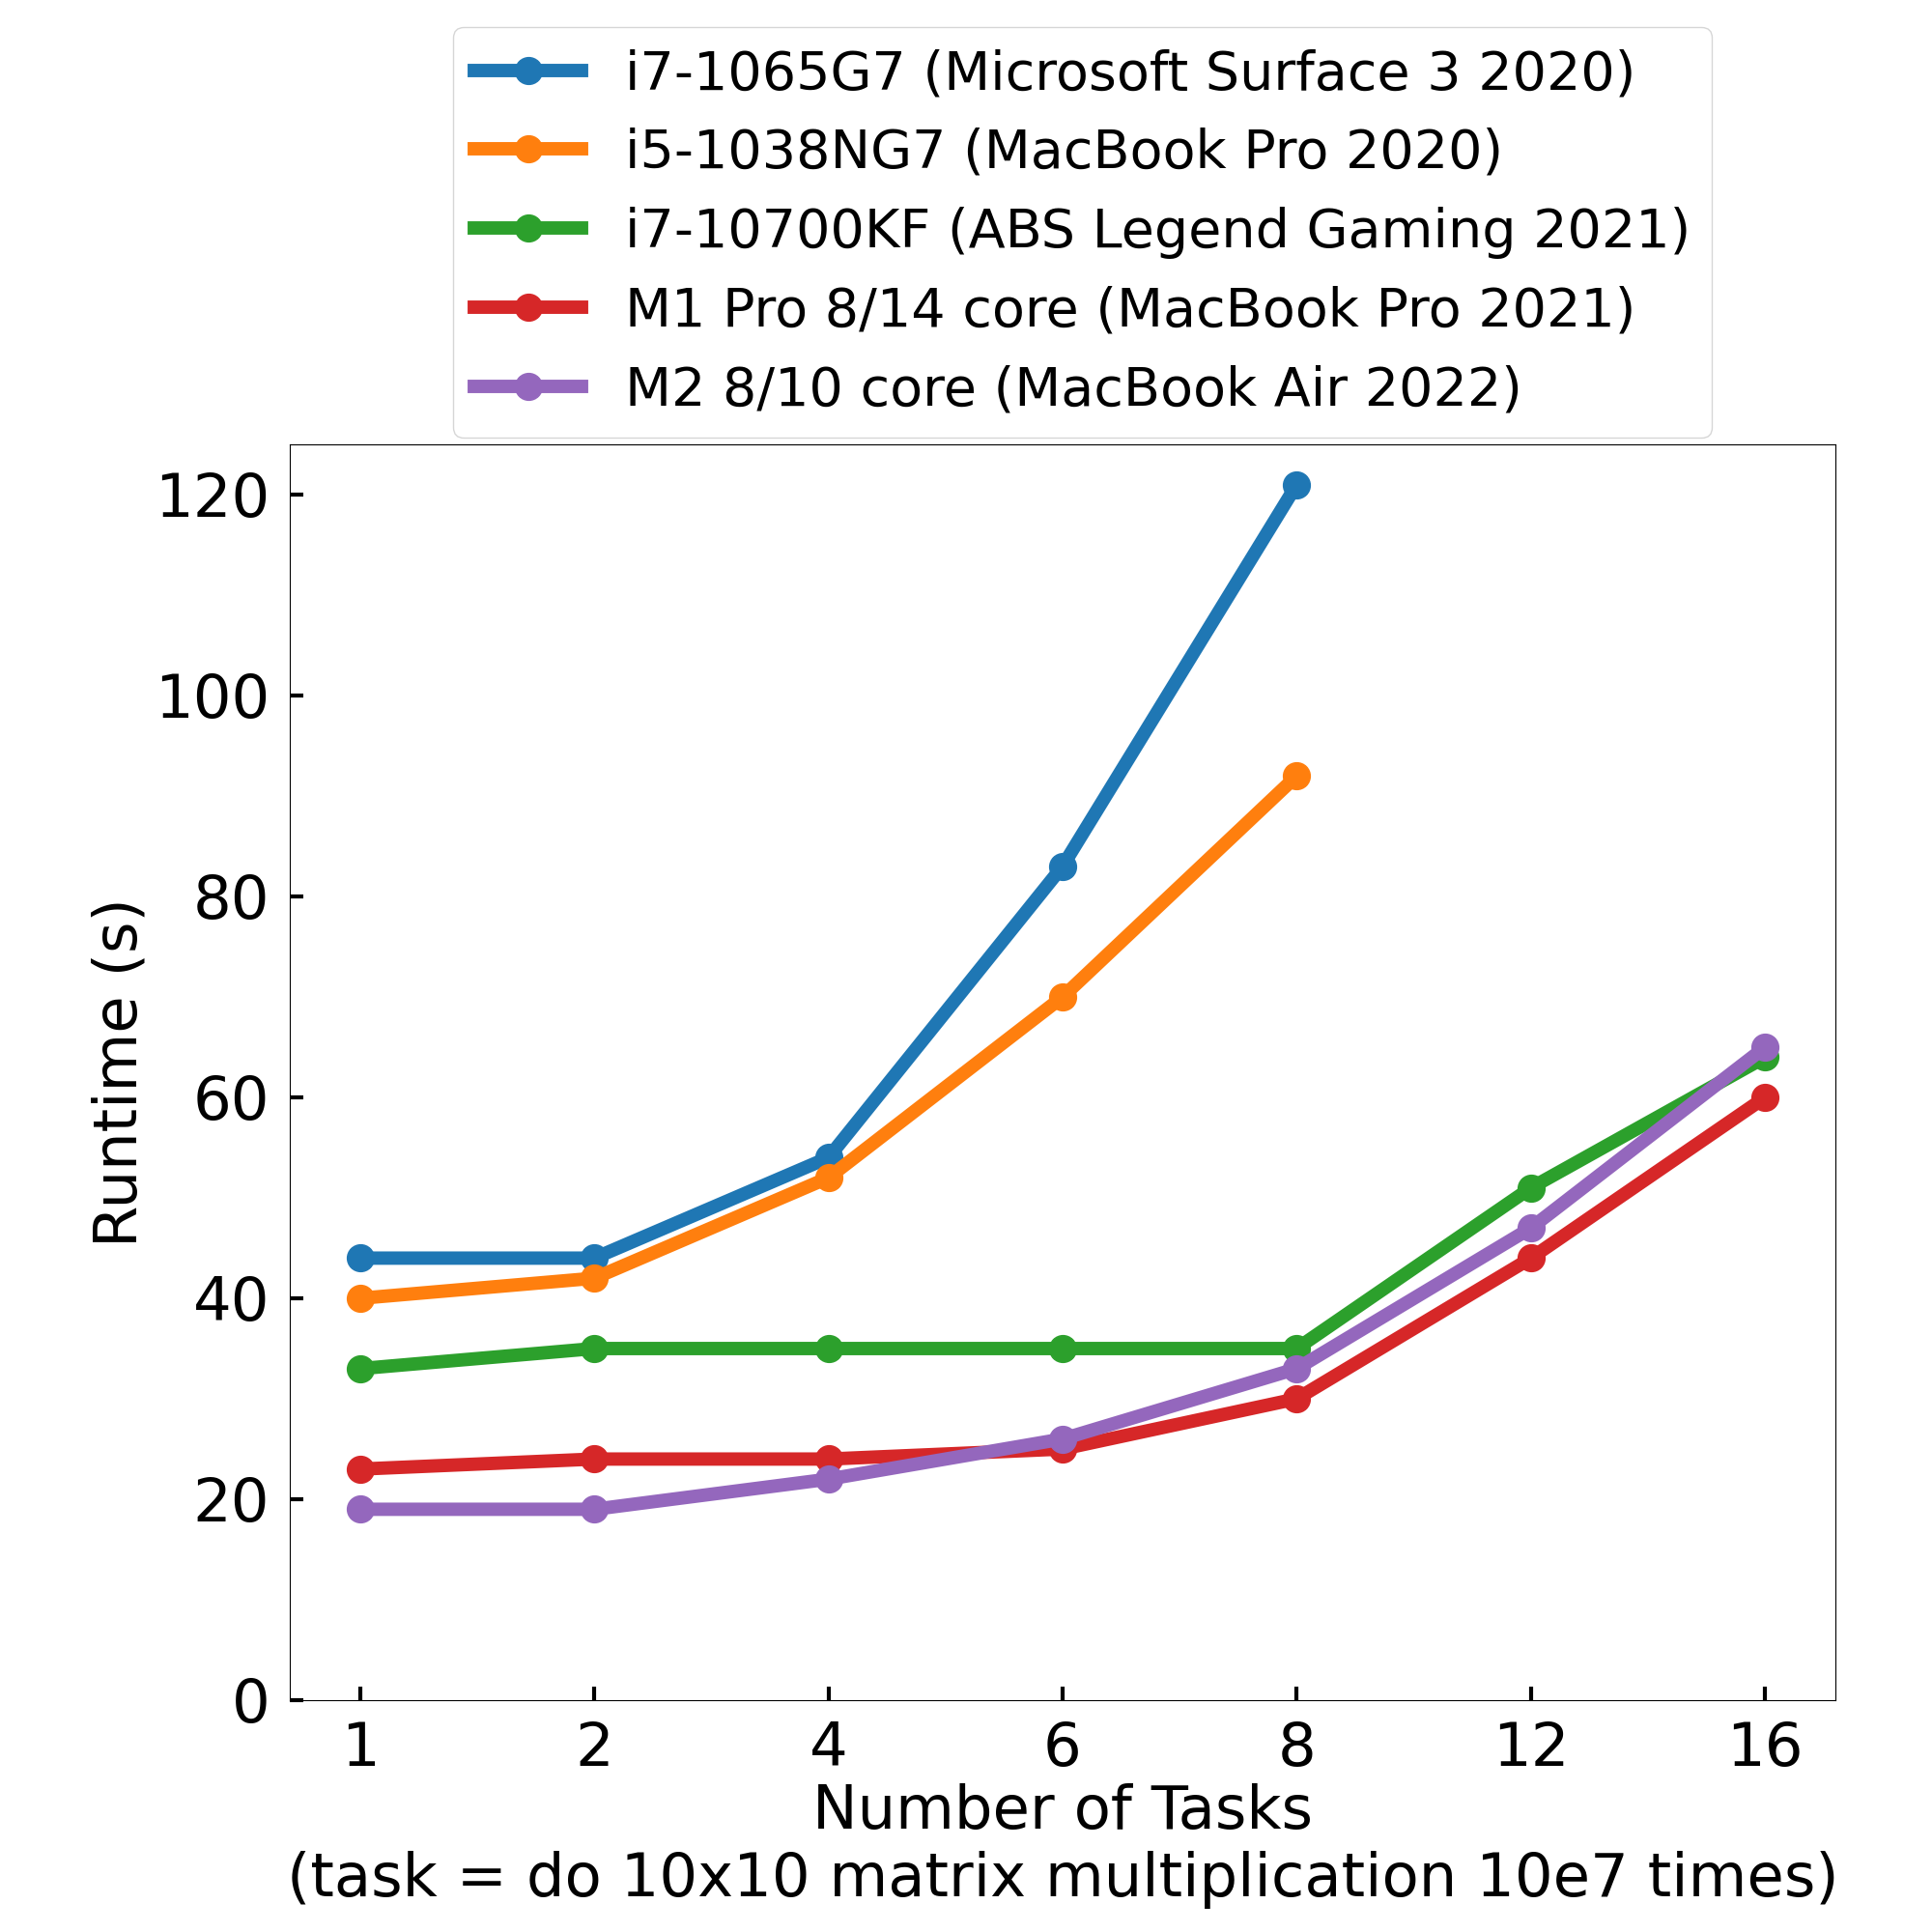 i7-1065G7 (Microsoft Surface 3 2020)
i5-1038NG7 (MacBook Pro 2020)
i7-10700KF (ABS Legend Gaming 2021)
M1 Pro 8/14 core (MacBook Pro 2021)
M2 8/10 core (MacBook Air 2022)
120
100
80
60
40
20
0
Runtime (s)
1 2 4 6 8 12 16
Number of Tasks
(task = do 10x10 matrix multiplication 10e7 times)